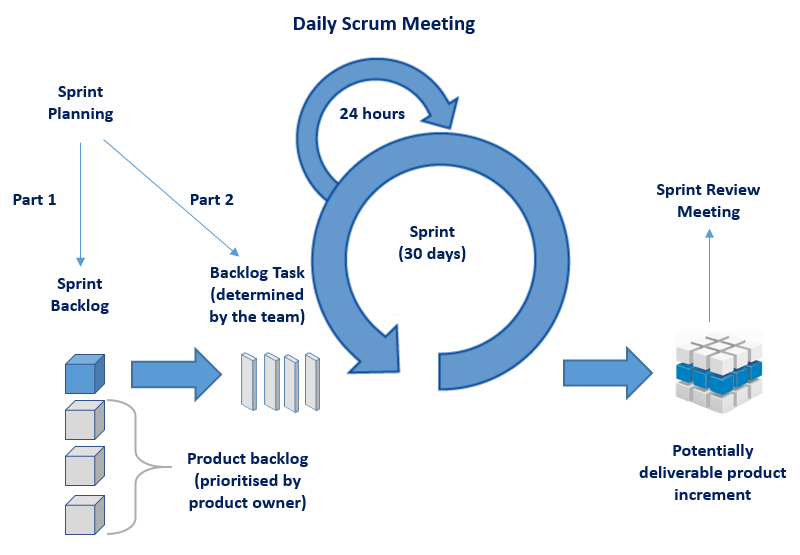 Daily Scrum Meeting
Sprint
Planning
24 hours
Part 1
Part 2
Sprint
Backlog
Backlog Task
(determined
by the team)
Sprint
(30 days)
Sprint Review
Meeting
Product backlog
(prioritised by
product owner)
Potentially
deliverable product
increment